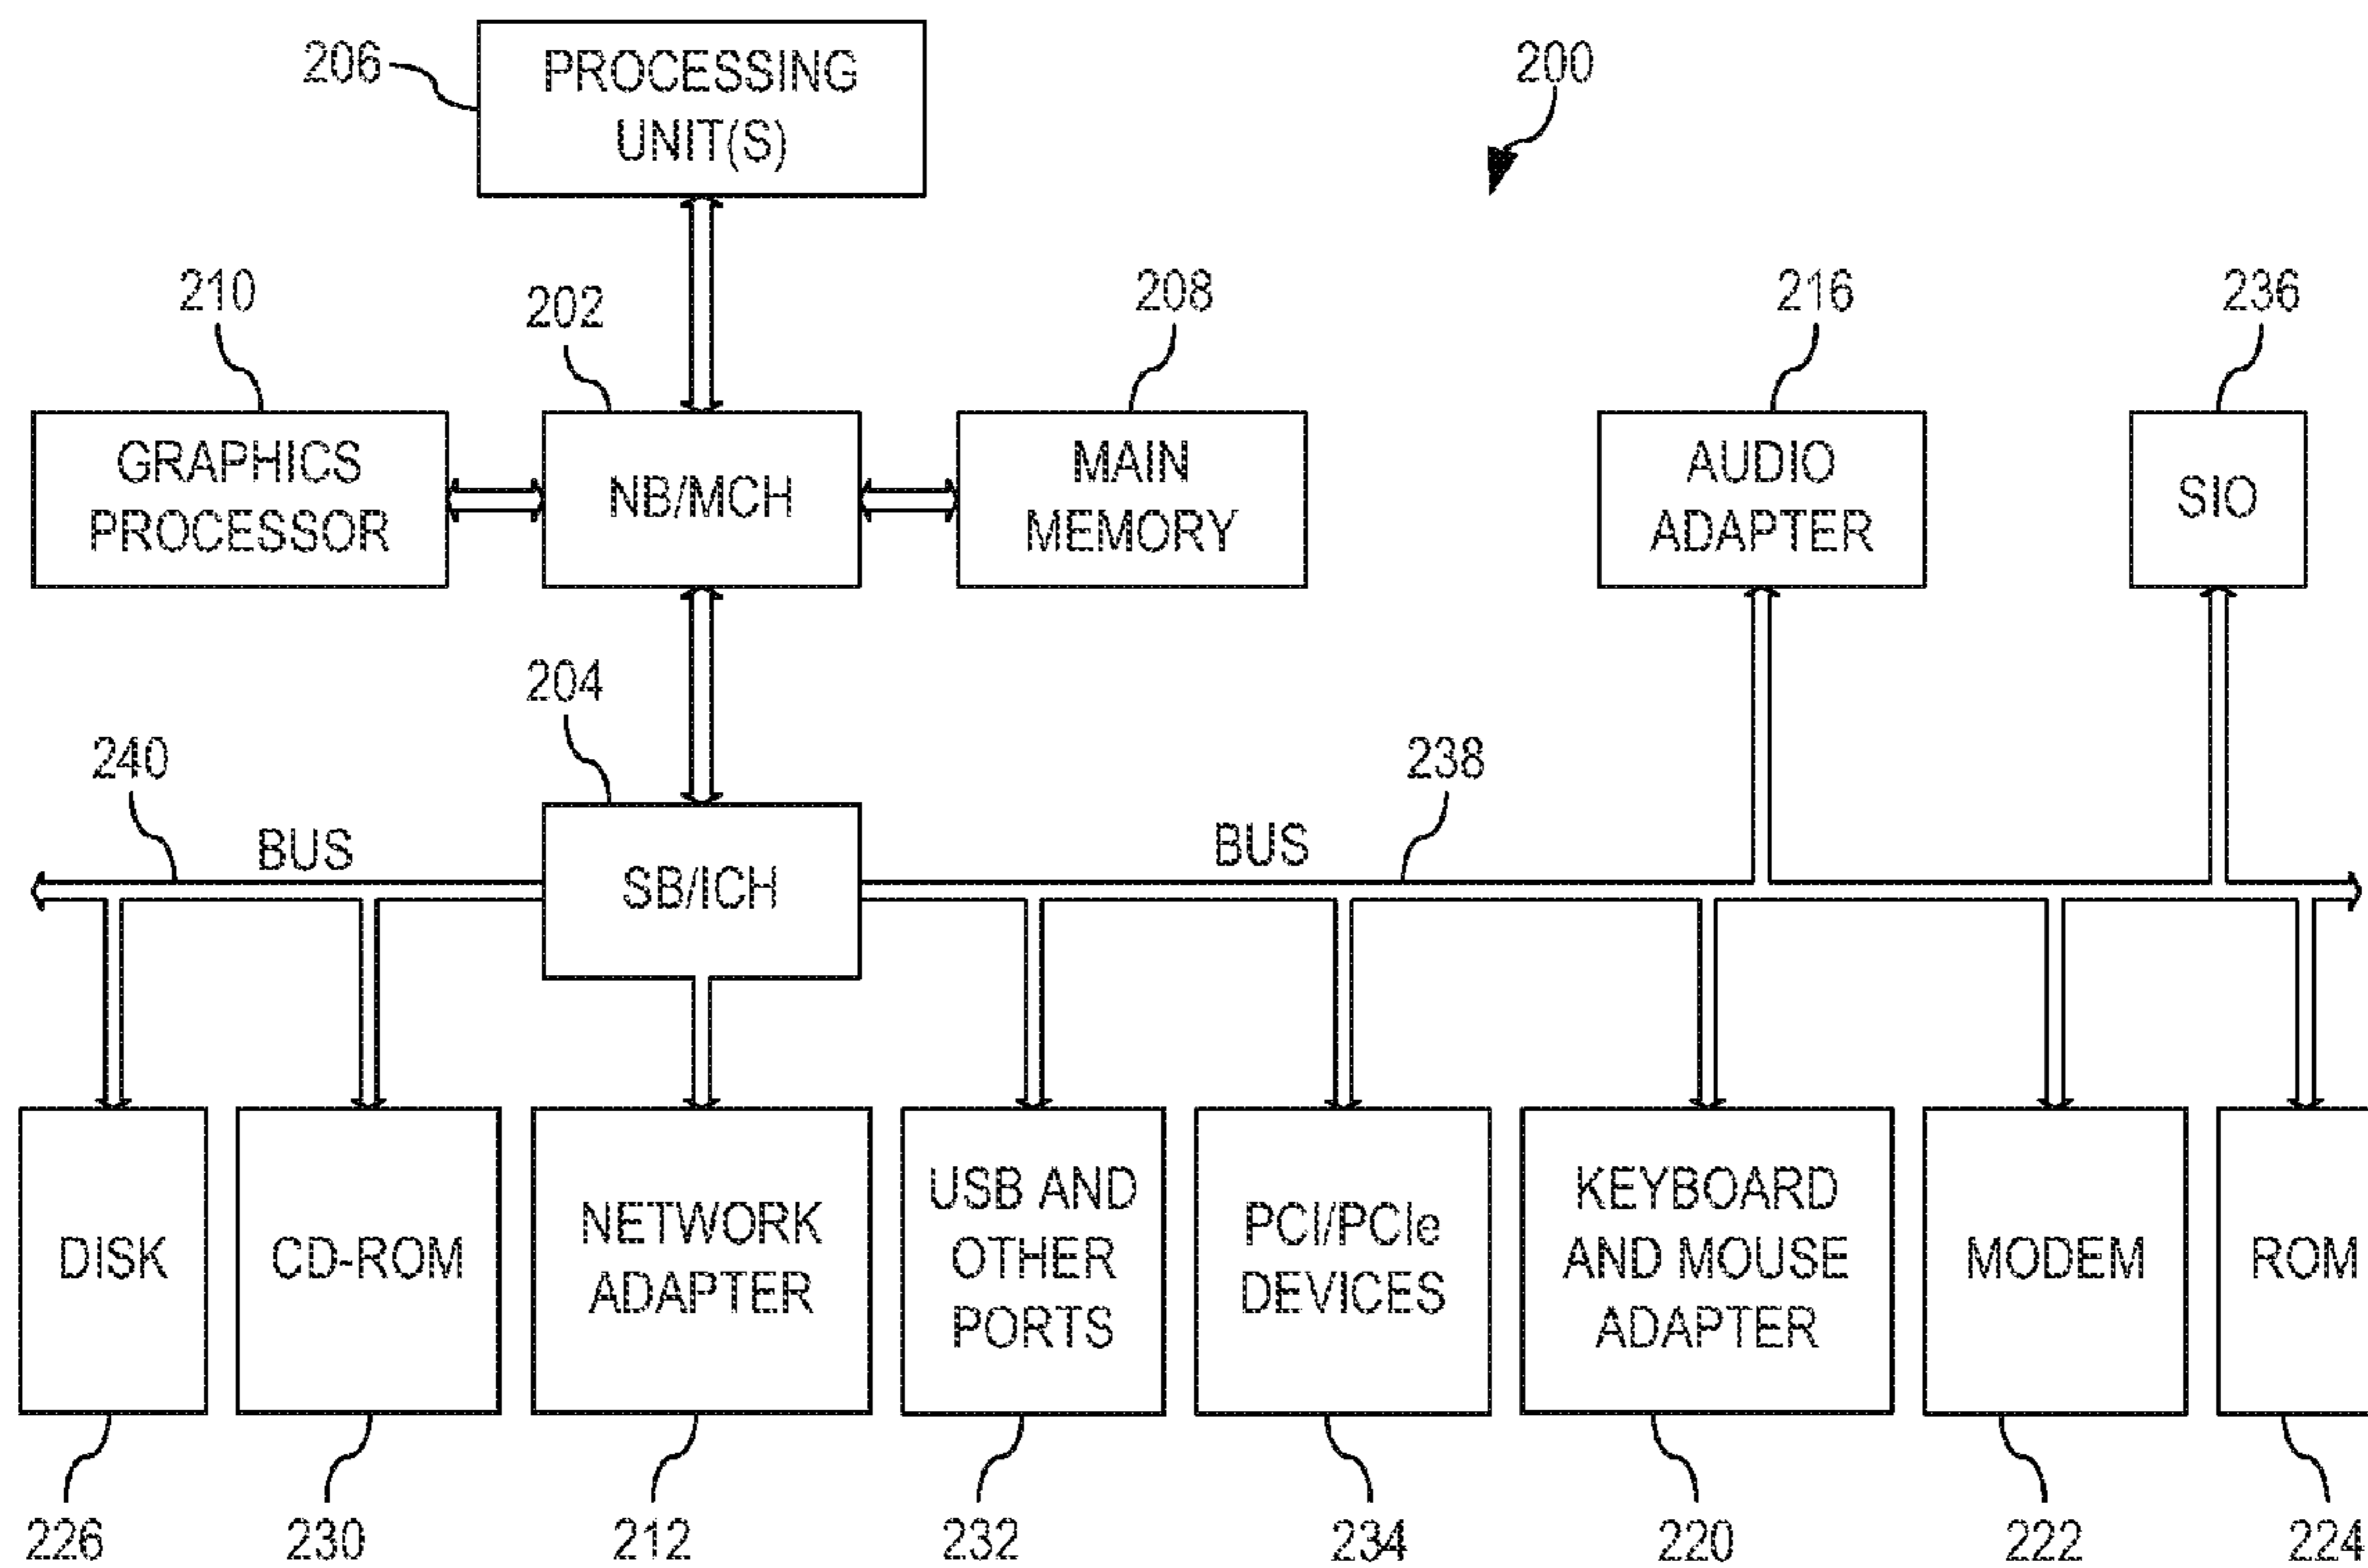 206
PROCESSING
UNIT(S)
200
210
202
208
216
236
GRAPHICS
PROCESSOR
NB/MCH
MAIN
MEMORY
AUDIO
ADAPTER
SIO
204
240
238
BUS
BUS
SB/ICH
DISK
CD-ROM
NETWORK
ADAPTER
USB AND
OTHER
PORTS
PCI/PCIe
DEVICES
KEYBOARD
AND MOUSE
ADAPTER
MODEM
ROM
226
230
212
232
234
220
222
224